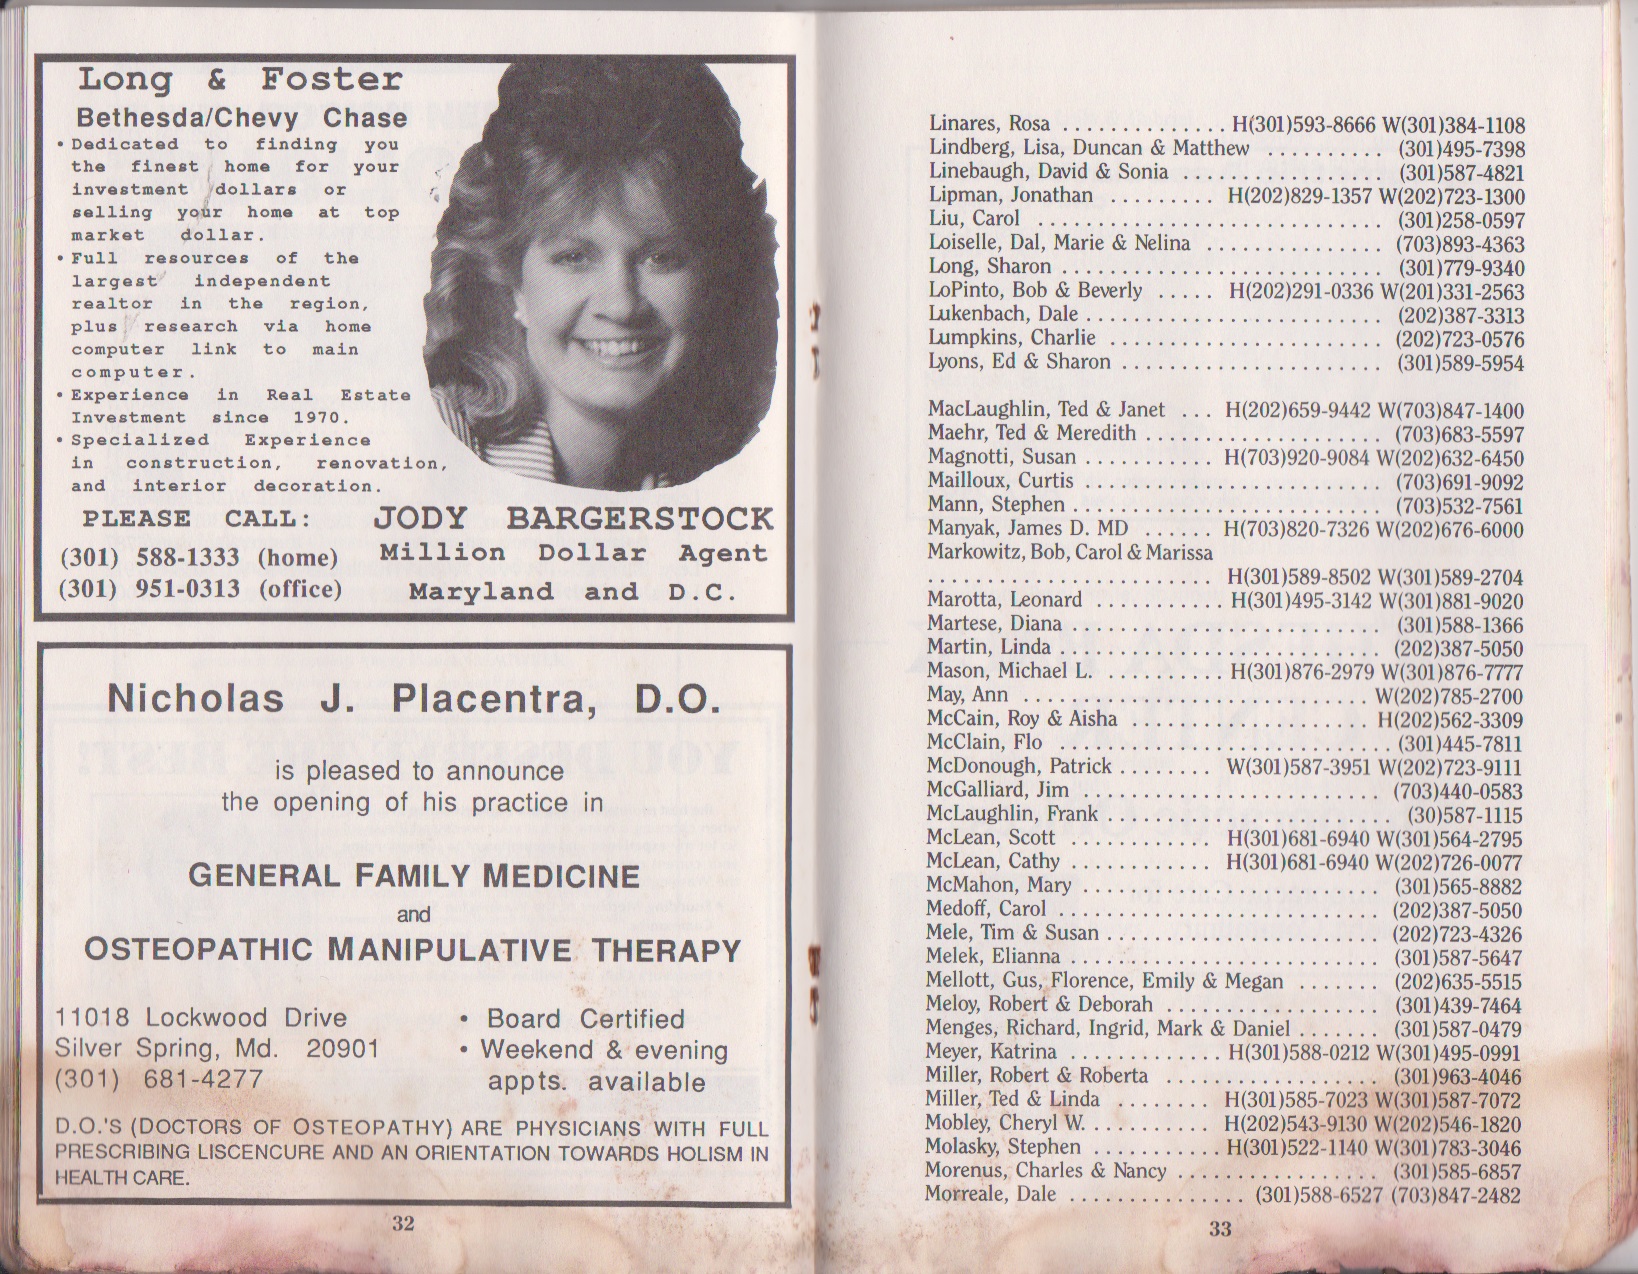 Long & Foster
Bethesda/Chevy Chase
• Dedicated to finding you
the finest home for your
investment dollars or
selling your home at top
market dollar.
• Full resources of the
largest independent
realtor in the region,
plus research via home
computer link to main
computer.
• Experience in Real Estate
Investment since 1970.
• Specialized Experience
in construction, renovation,
and interior decoration.
PLEASE CALL:
(301) 588-1333 (home)
(301) 951-0313 (office)
JODY BARGERSTOCK
Million Dollar Agent
Maryland and D.C.
Nicholas J. Placentra, D.O.
is pleased to announce
the opening of his practice in
GENERAL FAMILY MEDICINE
and
OSTEOPATHIC MANIPULATIVE THERAPY
11018 Lockwood Drive
Silver Spring, Md. 20901
(301) 681-4277
• Board Certified
• Weekend & evening
appts. available
D.O.'S (DOCTORS OF OSTEOPATHY) ARE PHYSICIANS WITH FULL
PRESCRIBING LISCENCURE AND AN ORIENTATION TOWARDS HOLISM IN
HEALTH CARE.
32
Linares, Rosa . . . . . . . . . . . . . . H(301)593-8666 W(301)384-1108
Lindberg, Lisa, Duncan & Matthew . . . . . . . . . . (301)495-7398
Linebaugh, David & Sonia . . . . . . . . . . . . . . . . . (301)587-4821
Lipman, Jonathan . . . . . . . . . H(202)829-1357 W(202)723-1300
Liu, Carol . . . . . . . . . . . . . . . . . . . . . . . . . . . . . (301)258-0597
Loiselle, Dal, Marie & Nelina . . . . . . . . . . . . . . . (703)893-4363
Long, Sharon . . . . . . . . . . . . . . . . . . . . . . . . . . . (301)779-9340
LoPinto, Bob & Beverly . . . . . H(202)291-0336 W(201)331-2563
Lukenbach, Dale . . . . . . . . . . . . . . . . . . . . . . . . . (202)387-3313
Lumpkins, Charlie . . . . . . . . . . . . . . . . . . . . . . . (202)723-0576
Lyons, Ed & Sharon . . . . . . . . . . . . . . . . . . . . . . (301)589-5954
MacLaughlin, Ted & Janet . . . H(202)659-9442 W(703)847-1400
Maehr, Ted & Meredith . . . . . . . . . . . . . . . . . . . . (703)683-5597
Magnotti, Susan . . . . . . . . . . . H(703)920-9084 W(202)632-6450
Mailloux, Curtis . . . . . . . . . . . . . . . . . . . . . . . . . (703)691-9092
Mann, Stephen . . . . . . . . . . . . . . . . . . . . . . . . . . (703)532-7561
Manyak, James D. MD . . . . . . H(703)820-7326 W(202)676-6000
Markowitz, Bob, Carol & Marissa
. . . . . . . . . . . . . . . . . . . . . . . . H(301)589-8502 W(301)589-2704
Marotta, Leonard . . . . . . . . . . . H(301)495-3142 W(301)881-9020
Martese, Diana . . . . . . . . . . . . . . . . . . . . . . . . . . (301)588-1366
Martin, Linda . . . . . . . . . . . . . . . . . . . . . . . . . . . (202)387-5050
Mason, Michael L. . . . . . . . . . . H(301)876-2979 W(301)876-7777
May, Ann . . . . . . . . . . . . . . . . . . . . . . . . . . . . . W(202)785-2700
McCain, Roy & Aisha . . . . . . . . . . . . . . . . . . . . H(202)562-3309
McClain, Flo . . . . . . . . . . . . . . . . . . . . . . . . . . . . (301)445-7811
McDonough, Patrick . . . . . . . . W(301)587-3951 W(202)723-9111
McGalliard, Jim . . . . . . . . . . . . . . . . . . . . . . . . . . (703)440-0583
McLaughlin, Frank . . . . . . . . . . . . . . . . . . . . . . . (30)587-1115
McLean, Scott . . . . . . . . . . . . H(301)681-6940 W(301)564-2795
McLean, Cathy . . . . . . . . . . . . H(301)681-6940 W(202)726-0077
McMahon, Mary . . . . . . . . . . . . . . . . . . . . . . . . . (301)565-8882
Medoff, Carol . . . . . . . . . . . . . . . . . . . . . . . . . . . (202)387-5050
Mele, Tim & Susan . . . . . . . . . . . . . . . . . . . . . . . (202)723-4326
Melek, Elianna . . . . . . . . . . . . . . . . . . . . . . . . . . (301)587-5647
Mellott, Gus, Florence, Emily & Megan . . . . . . . (202)635-5515
Meloy, Robert & Deborah . . . . . . . . . . . . . . . . . . . (301)439-7464
Menges, Richard, Ingrid, Mark & Daniel . . . . . . . (301)587-0479
Meyer, Katrina . . . . . . . . . . . . . H(301)588-0212 W(301)495-0991
Miller, Robert & Roberta . . . . . . . . . . . . . . . . . . (301)963-4046
Miller, Ted & Linda . . . . . . . . H(301)585-7023 W(301)587-7072
Mobley, Cheryl W. . . . . . . . . . . H(202)543-9130 W(202)546-1820
Molasky, Stephen . . . . . . . . . . . H(301)522-1140 W(301)783-3046
Morenus, Charles & Nancy . . . . . . . . . . . . . . . . . (301)585-6857
Morreale, Dale . . . . . . . . . . . . . . . (301)588-6527 (703)847-2482
33